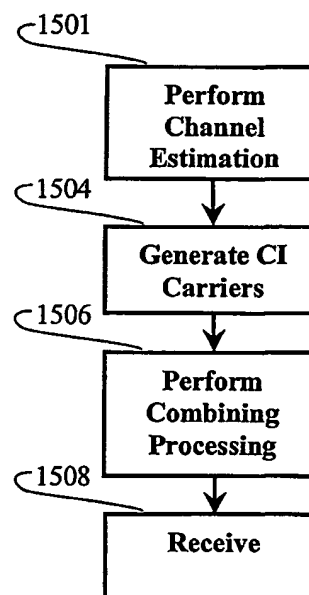 1501
Perform
Channel
Estimation
1504
Generate CI
Carriers
1506
Perform
Combining
Processing
1508
Receive